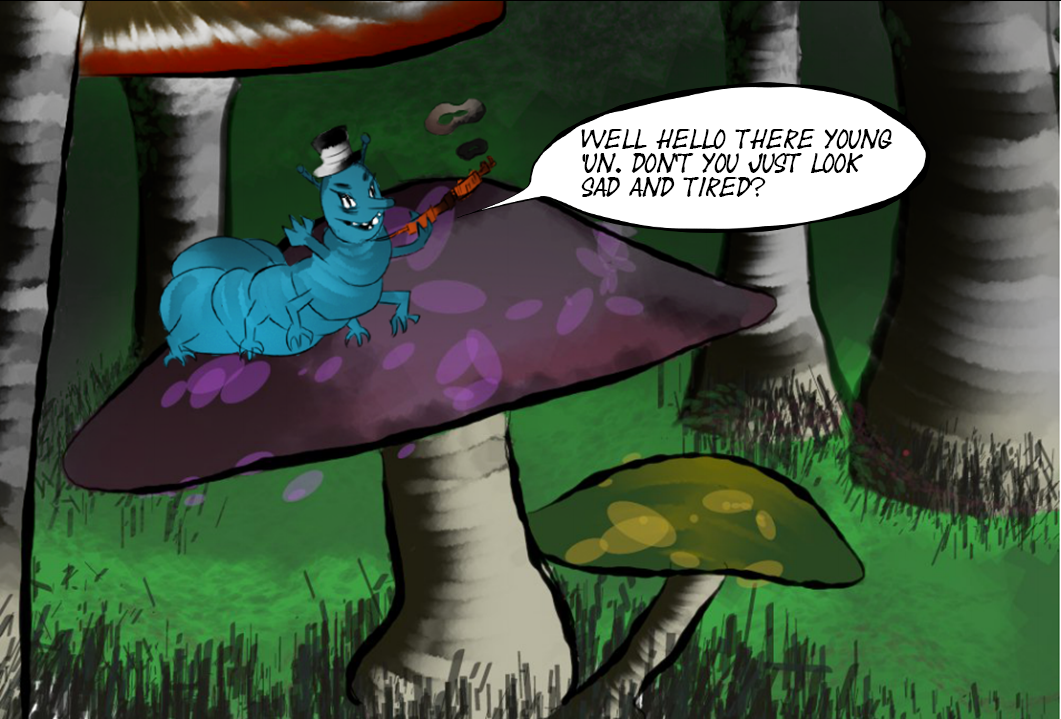 WELL HELLO THERE YOUNG
'UN. DON'T YOU JUST LOOK
SAD AND TIRED?